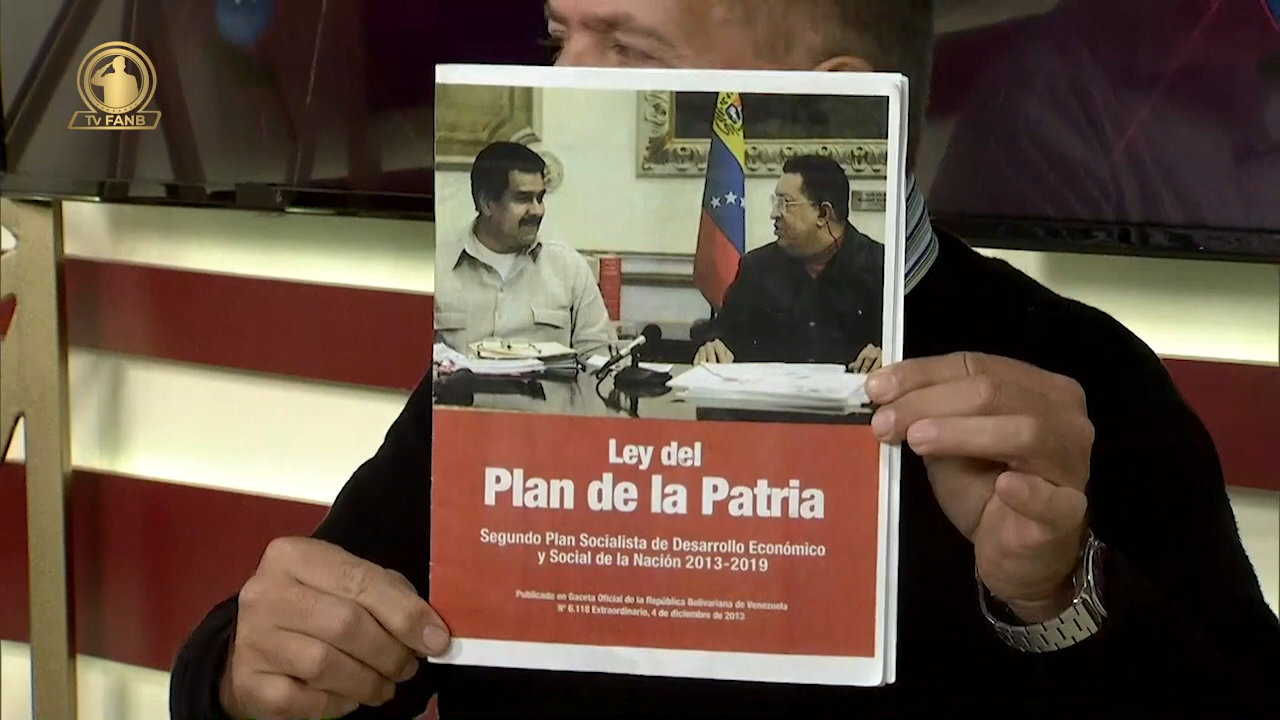 Tv FANB
Ley del
Plan de la Patria
Segundo Plan Socialista de Desarrollo Económico
y Social de la Nación 2013-2019
Publicado en Gaceta Oficial de la República Bolivariana de Venezuela
Nº 6.118 Extraordinario, 4 de diciembre de 2013